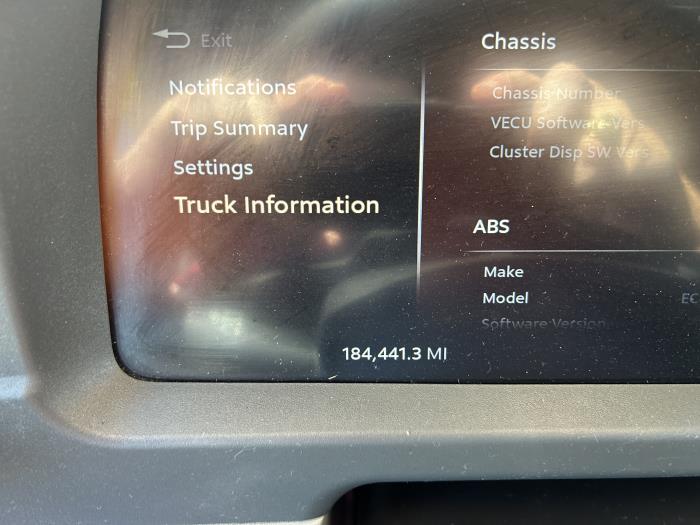 Exit
Notifications
Trip Summary
Settings
Truck Information
184,441.3 MI
Chassis
Chassis Number
VECU Software Vers
Cluster Disp SW Vers
ABS
Make
Model
EC
Software Version